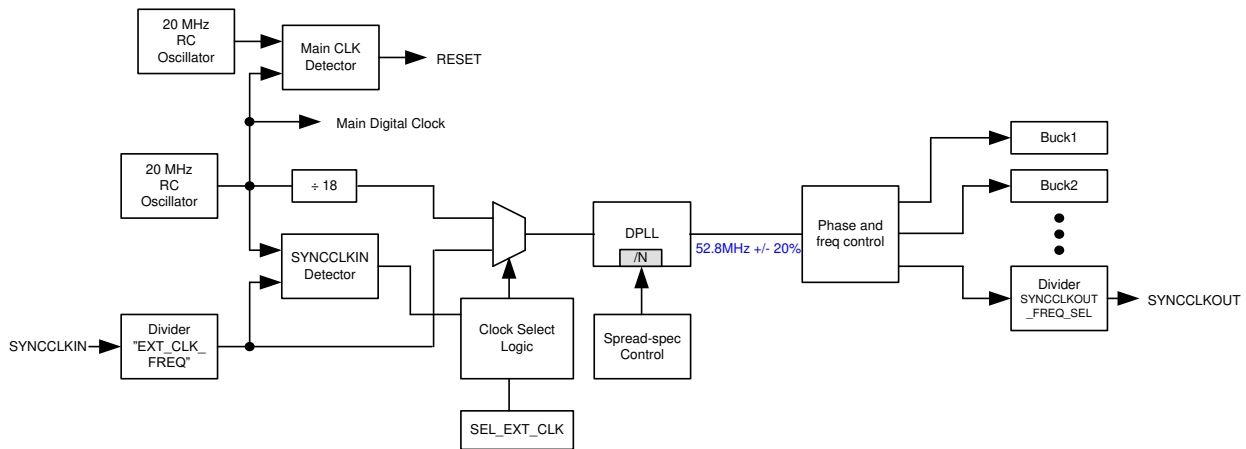 20 MHz
RC
Oscillator
Main CLK
Detector
RESET
Main Digital Clock
20 MHz
RC
Oscillator
÷ 18
SYNCCLKIN
Detector
SYNCCLKIN
Divider
"EXT_CLK_
FREQ"
Clock Select
Logic
SEL_EXT_CLK
DPLL
/N
Spread-spec
Control
52.8MHz +/- 20%
Phase and
freq control
Buck1
Buck2
Divider
SYNCCLKOUT
_FREQ_SEL
SYNCCLKOUT